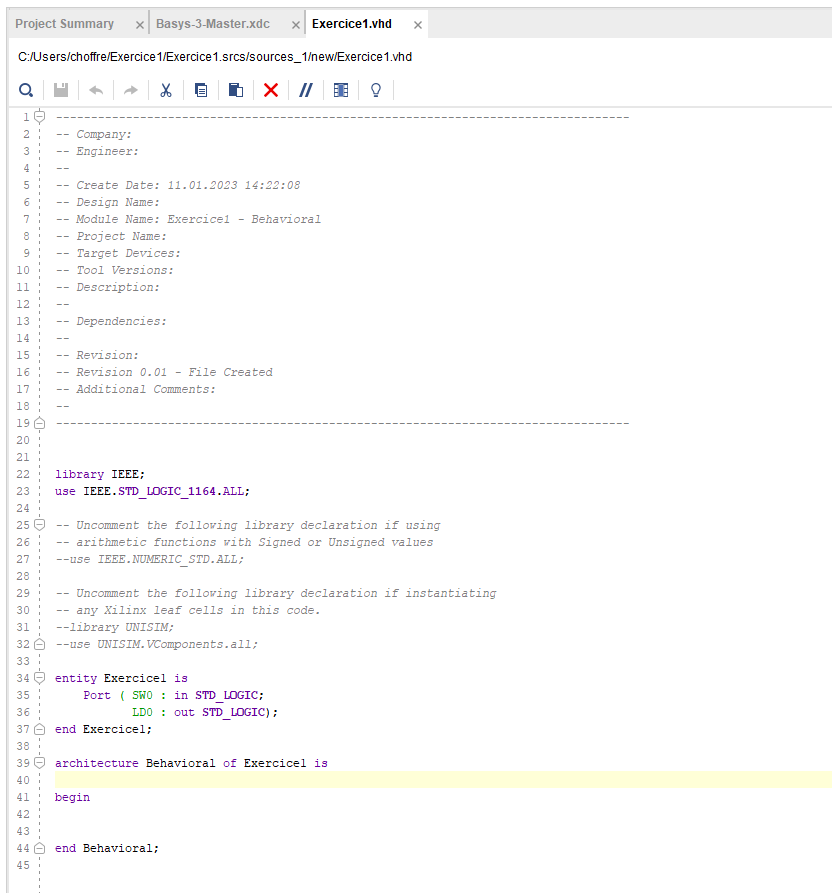 Project Summary × Basys-3-Master.xdc × Exercice1.vhd ×
C:/Users/choffre/Exercice1/Exercice1.srcs/sources_1/new/Exercice1.vhd
1 ----------------------------------------------------------------------------------
2 -- Company:
3 -- Engineer:
4 --
5 -- Create Date: 11.01.2023 14:22:08
6 -- Design Name:
7 -- Module Name: Exercice1 - Behavioral
8 -- Project Name:
9 -- Target Devices:
10 -- Tool Versions:
11 -- Description:
12 --
13 -- Dependencies:
14 --
15 -- Revision:
16 -- Revision 0.01 - File Created
17 -- Additional Comments:
18 --
19 ----------------------------------------------------------------------------------
20
21
22 library IEEE;
23 use IEEE.STD_LOGIC_1164.ALL;
24
25 -- Uncomment the following library declaration if using
26 -- arithmetic functions with Signed or Unsigned values
27 --use IEEE.NUMERIC_STD.ALL;
28
29 -- Uncomment the following library declaration if instantiating
30 -- any Xilinx leaf cells in this code.
31 --library UNISIM;
32 --use UNISIM.VComponents.all;
33
34 entity Exercice1 is
35 Port ( SW0 : in STD_LOGIC;
36 LD0 : out STD_LOGIC);
37 end Exercice1;
38
39 architecture Behavioral of Exercice1 is
40
41 begin
42
43
44 end Behavioral;
45